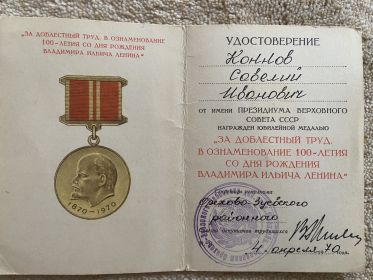 „ЗА ДОБЛЕСТНЫЙ ТРУД. В ОЗНАМЕНОВАНИЕ
100-ЛЕТИЯ СО ДНЯ РОЖДЕНИЯ
ВЛАДИМИРА ИЛЬИЧА ЛЕНИНА“
1870-1970
УДОСТОВЕРЕНИЕ
Савелий
Иванович
от имени ПРЕЗИДИУМА ВЕРХОВНОГО
СОВЕТА СССР
НАГРАЖДЕН ЮБИЛЕЙНОЙ МЕДАЛЬЮ
„ЗА ДОБЛЕСТНЫЙ ТРУД.
В ОЗНАМЕНОВАНИЕ 100-ЛЕТИЯ
СО ДНЯ РОЖДЕНИЯ
ВЛАДИМИРА ИЛЬИЧА ЛЕНИНА“
Орехово-Зуевского
районного
депутатов трудящихся
4 апреля 70